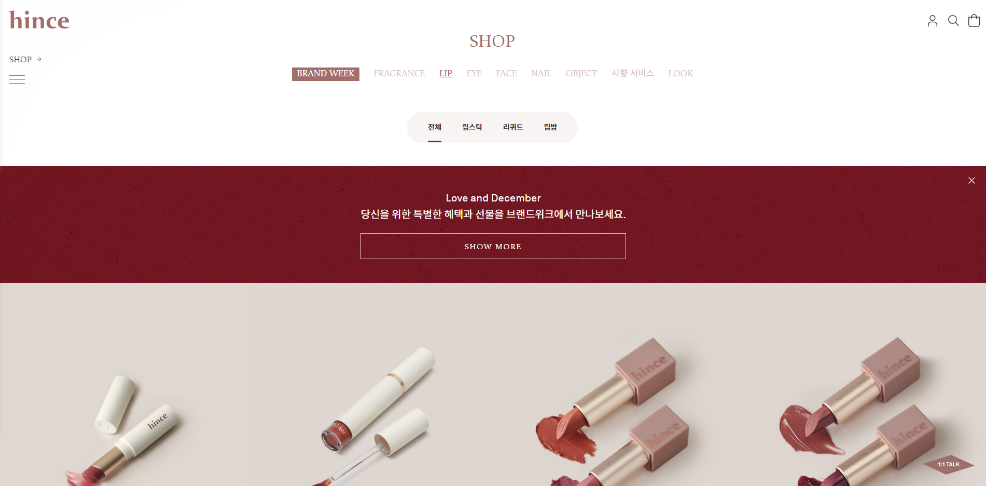 hince
SHOP
SHOP →
BRAND WEEK FRAGRANCE LIP EYE FACE NAIL OBJECT 시향 서비스 LOOK
전체 립스틱 리퀴드 립밤
Love and December
당신을 위한 특별한 혜택과 선물을 브랜드위크에서 만나보세요.
SHOW MORE
hince
hince
hince
hince
hince
1:1 TALK